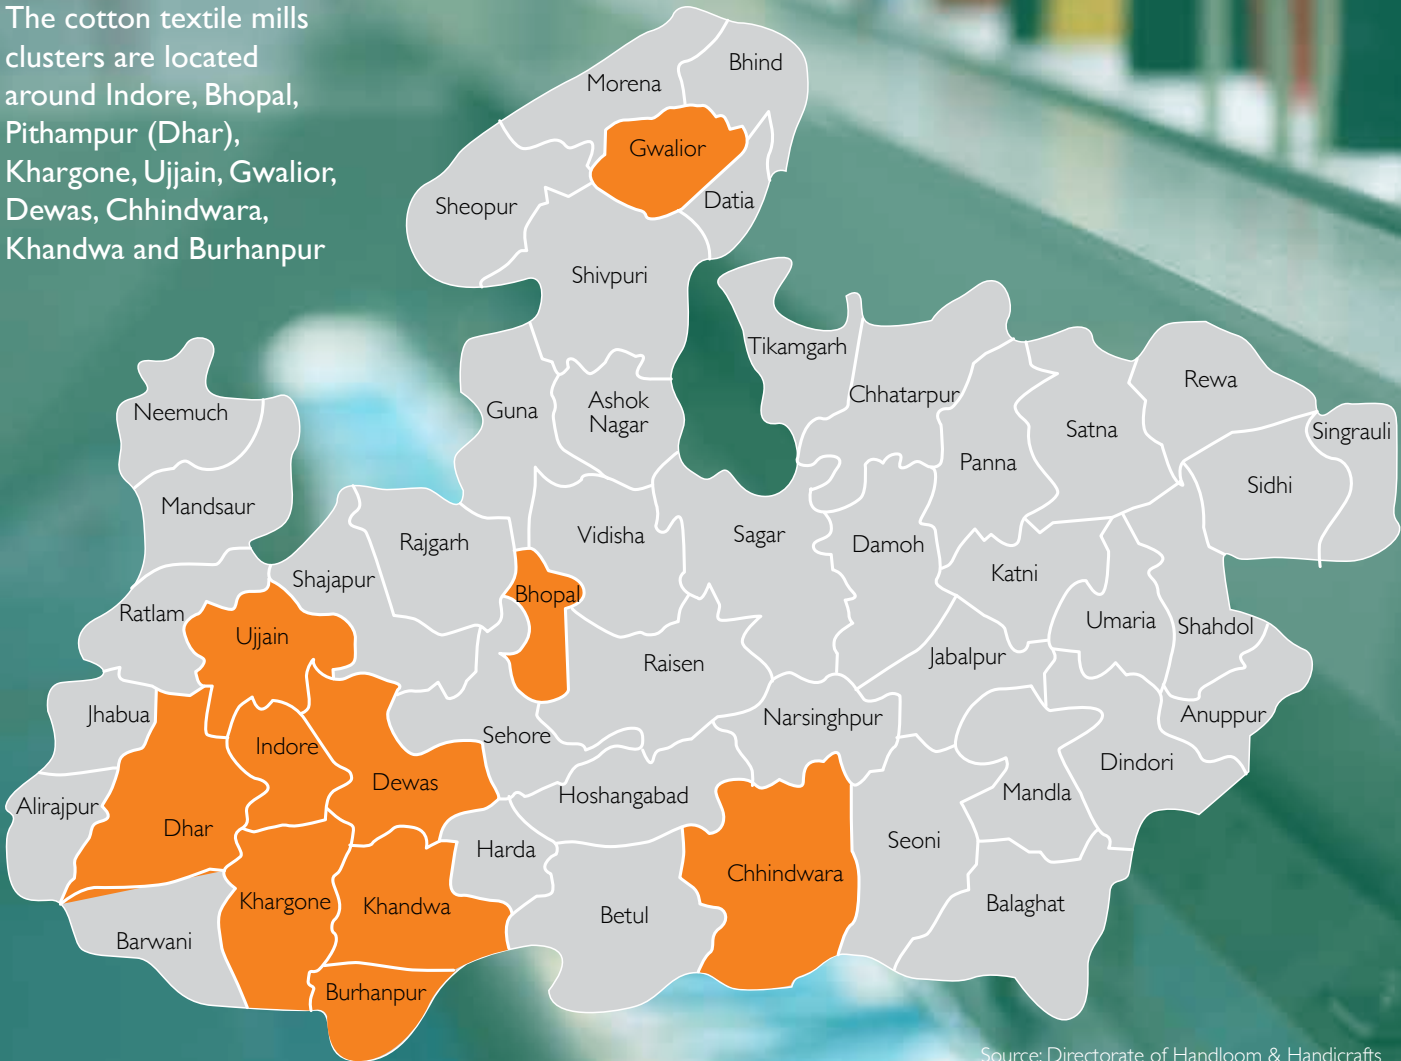 The cotton textile mills
clusters are located
around Indore, Bhopal,
Pithampur (Dhar),
Khargone, Ujjain, Gwalior,
Dewas, Chhindwara,
Khandwa and Burhanpur
Bhind
Morena
Gwalior
Datia
Sheopur
Shivpuri
Tikamgarh
Rewa
Chhatarpur
Neemuch
Guna
Ashok
Nagar
Satna
Singrauli
Panna
Sidhi
Mandsaur
Rajgarh
Vidisha
Sagar
Damoh
Katni
Shajapur
Bhopal
Ratlam
Umaria
Shahdol
Ujjain
Raisen
Jabalpur
Jhabua
Narsinghpur
Anuppur
Sehore
Indore
Dindori
Dewas
Hoshangabad
Mandla
Alirajpur
Dhar
Seoni
Harda
Chhindwara
Khargone
Khandwa
Betul
Balaghat
Barwani
Burhanpur
Source: Directorate of Handloom & Handicrafts